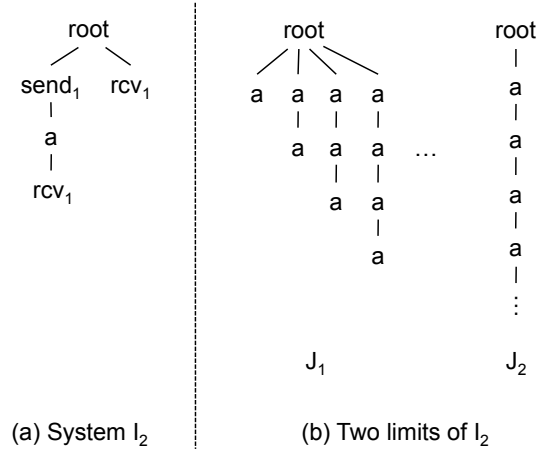 root root root
send₁ rcv₁ a a a a a
a a a a a
rcv₁ a a … a
a a
⋮
J₁ J₂
(a) System I₂ (b) Two limits of I₂